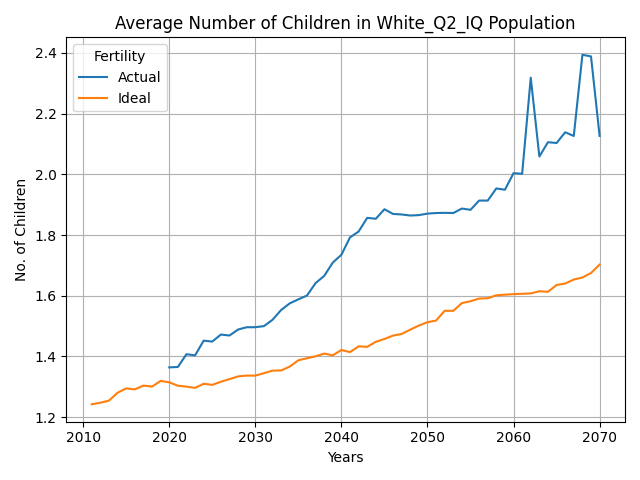 Average Number of Children in White_Q2_IQ Population
Fertility
Actual
Ideal
No. of Children
2.4
2.2
2.0
1.8
1.6
1.4
1.2
2010 2020 2030 2040 2050 2060 2070
Years